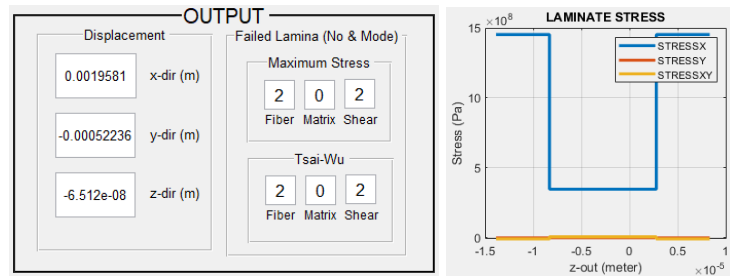 OUTPUT
Displacement
0.0019581 x-dir (m)
-0.00052236 y-dir (m)
-6.512e-08 z-dir (m)
Failed Lamina (No & Mode)
Maximum Stress
2 0 2
Fiber Matrix Shear
Tsai-Wu
2 0 2
Fiber Matrix Shear
LAMINATE STRESS
×10^8
15
10
5
0
Stress (Pa)
STRESSX
STRESSY
STRESSXY
-1.5 -1 -0.5 0 0.5 1
×10^-5
z-out (meter)